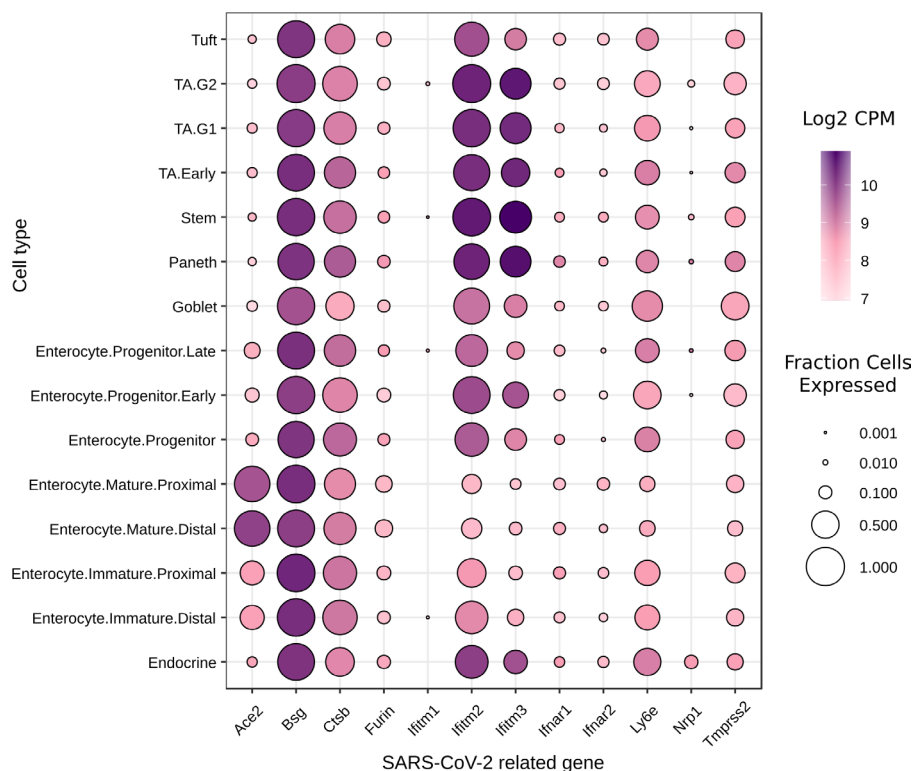 Cell type
Tuft
TA.G2
TA.G1
TA.Early
Stem
Paneth
Goblet
Enterocyte.Progenitor.Late
Enterocyte.Progenitor.Early
Enterocyte.Progenitor
Enterocyte.Mature.Proximal
Enterocyte.Mature.Distal
Enterocyte.Immature.Proximal
Enterocyte.Immature.Distal
Endocrine
Ace2
Bsg
Ctsb
Furin
Ifitm1
Ifitm2
Ifitm3
Ifnar1
Ifnar2
Ly6e
Nrp1
Tmprss2
SARS-CoV-2 related gene
Log2 CPM
10
9
8
7
Fraction Cells
Expressed
0.001
0.010
0.100
0.500
1.000